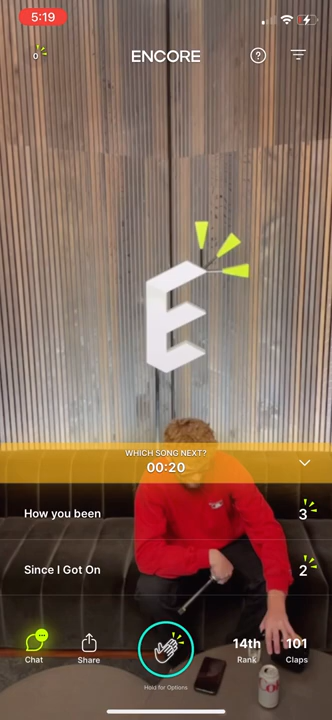 5:19
0
ENCORE
?
E
WHICH SONG NEXT?
00:20
How you been 3
Since I Got On 2
14th 101
Chat Share Rank Claps
Hold for Options